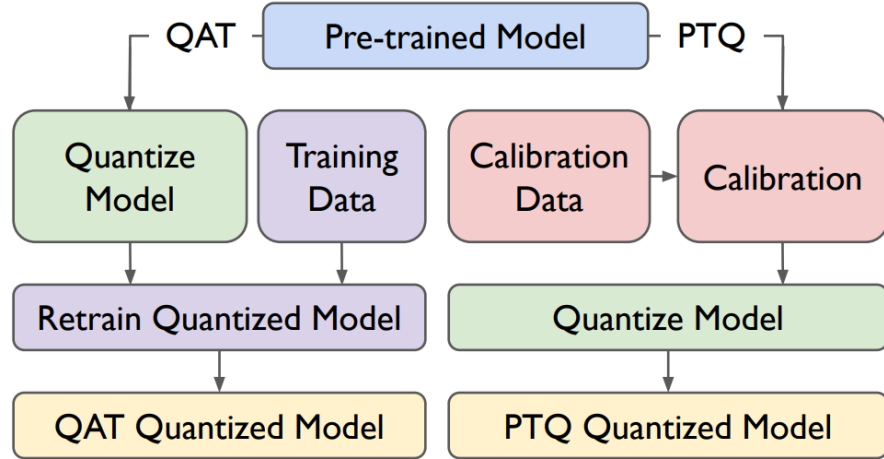 QAT
Pre-trained Model
PTQ
Quantize
Model
Training
Data
Calibration
Data
Calibration
Retrain Quantized Model
Quantize Model
QAT Quantized Model
PTQ Quantized Model